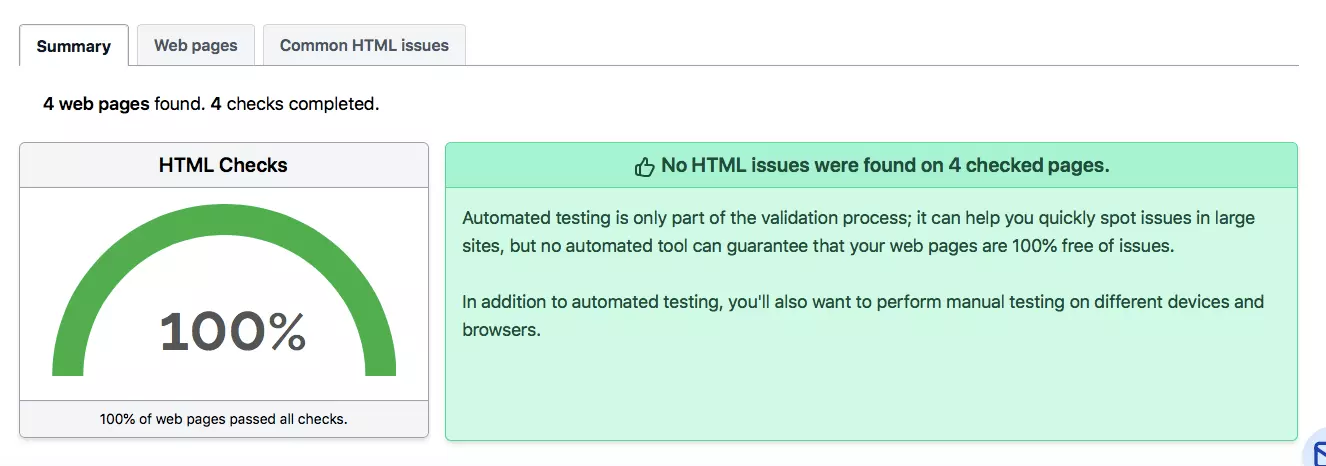 Summary
Web pages
Common HTML issues
4 web pages found. 4 checks completed.
HTML Checks
100%
100% of web pages passed all checks.
No HTML issues were found on 4 checked pages.
Automated testing is only part of the validation process; it can help you quickly spot issues in large
sites, but no automated tool can guarantee that your web pages are 100% free of issues.
In addition to automated testing, you'll also want to perform manual testing on different devices and
browsers.